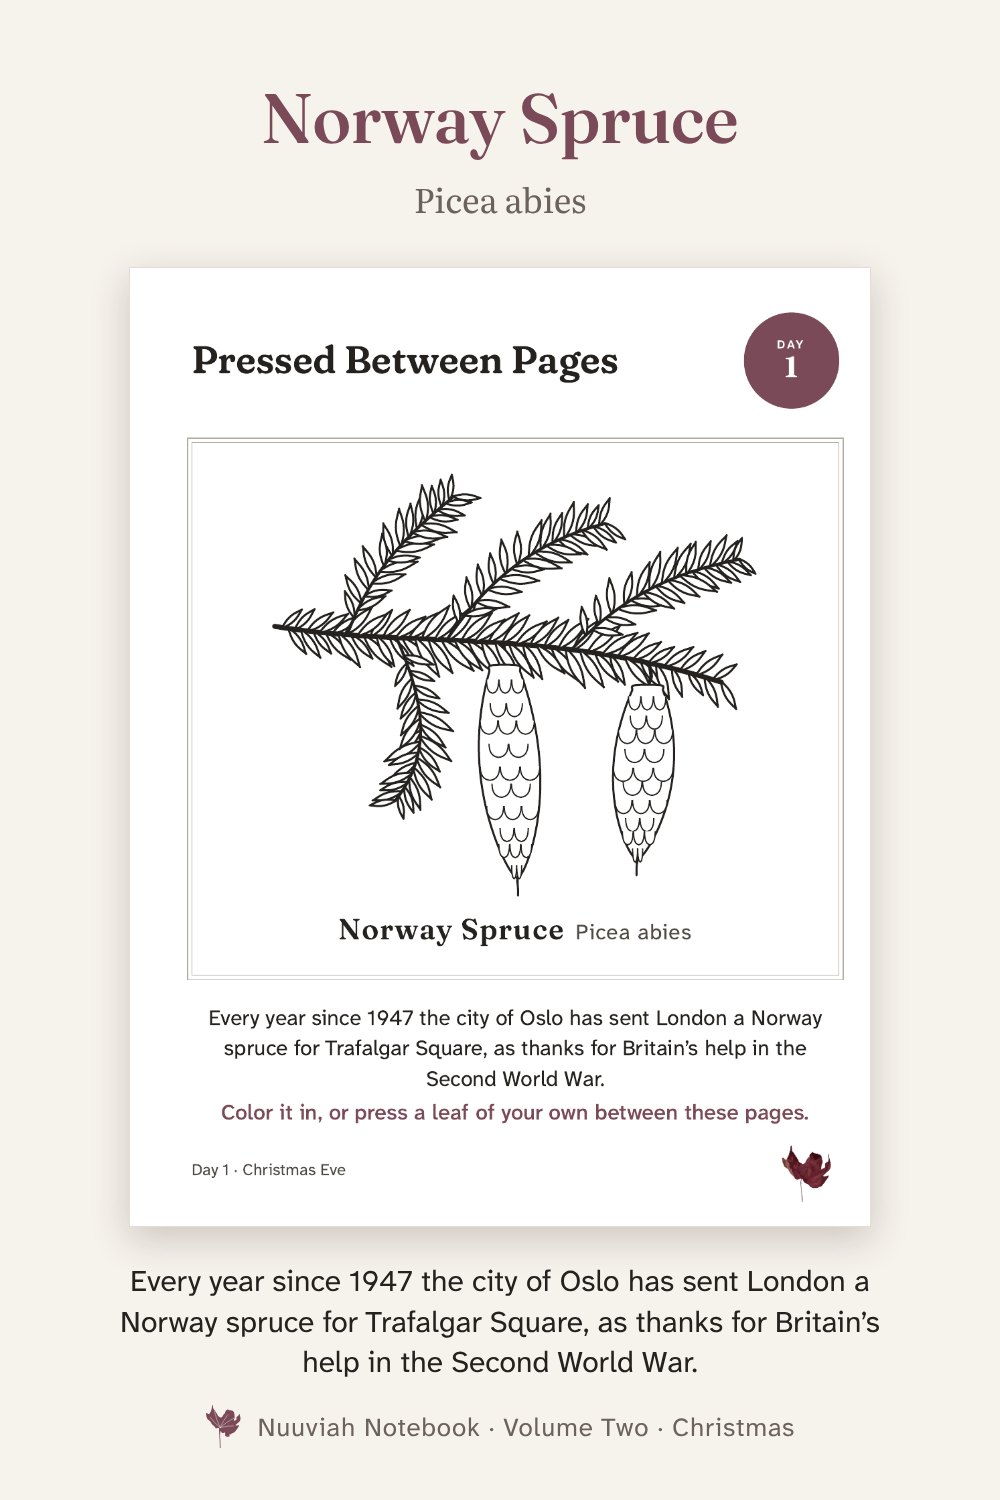 Norway Spruce
Picea abies
Pressed Between Pages
DAY
1
Norway Spruce Picea abies
Every year since 1947 the city of Oslo has sent London a Norway
spruce for Trafalgar Square, as thanks for Britain’s help in the
Second World War.
Color it in, or press a leaf of your own between these pages.
Day 1 · Christmas Eve
Every year since 1947 the city of Oslo has sent London a
Norway spruce for Trafalgar Square, as thanks for Britain’s
help in the Second World War.
Nuuviah Notebook · Volume Two · Christmas